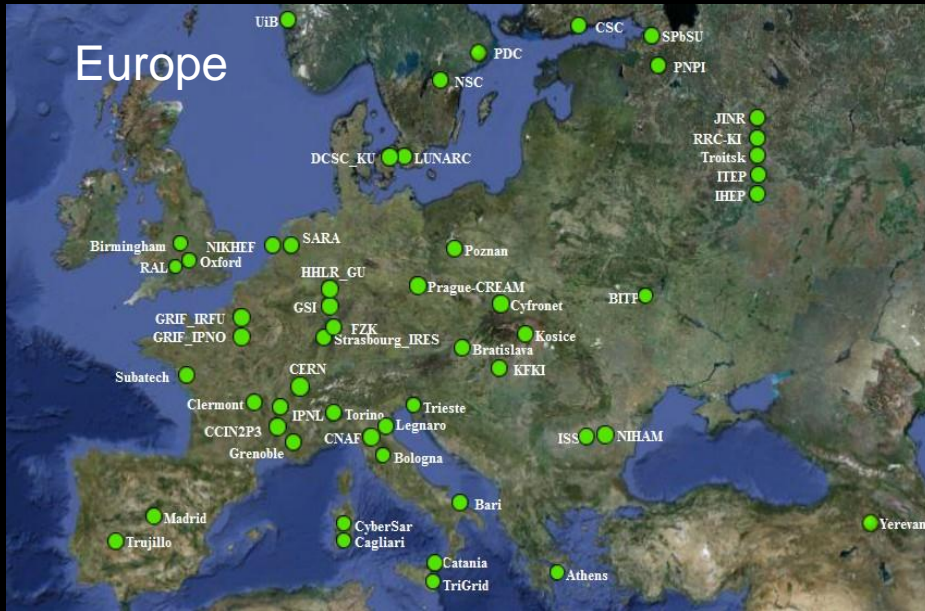 UiB
CSC
SPbSU
Europe
PDC
PNPI
NSC
JINR
RRC-KI
Troitsk
ITEP
IHEP
DCSC_KU
LUNARC
Birmingham
NIKHEF
SARA
Oxford
RAL
Poznan
HHLR_GU
Prague-CREAM
BITP
GSI
Cyfronet
GRIF_IRFU
FZK
GRIF_IPNO
Strasbourg_IRES
Kosice
Bratislava
CERN
KFKI
Subatech
Clermont
IPNL
Torino
Trieste
CCIN2P3
Legnaro
CNAF
ISS
NIHAM
Grenoble
Bologna
Bari
Madrid
CyberSar
Yerevan
Trujillo
Cagliari
Catania
Athens
TriGrid